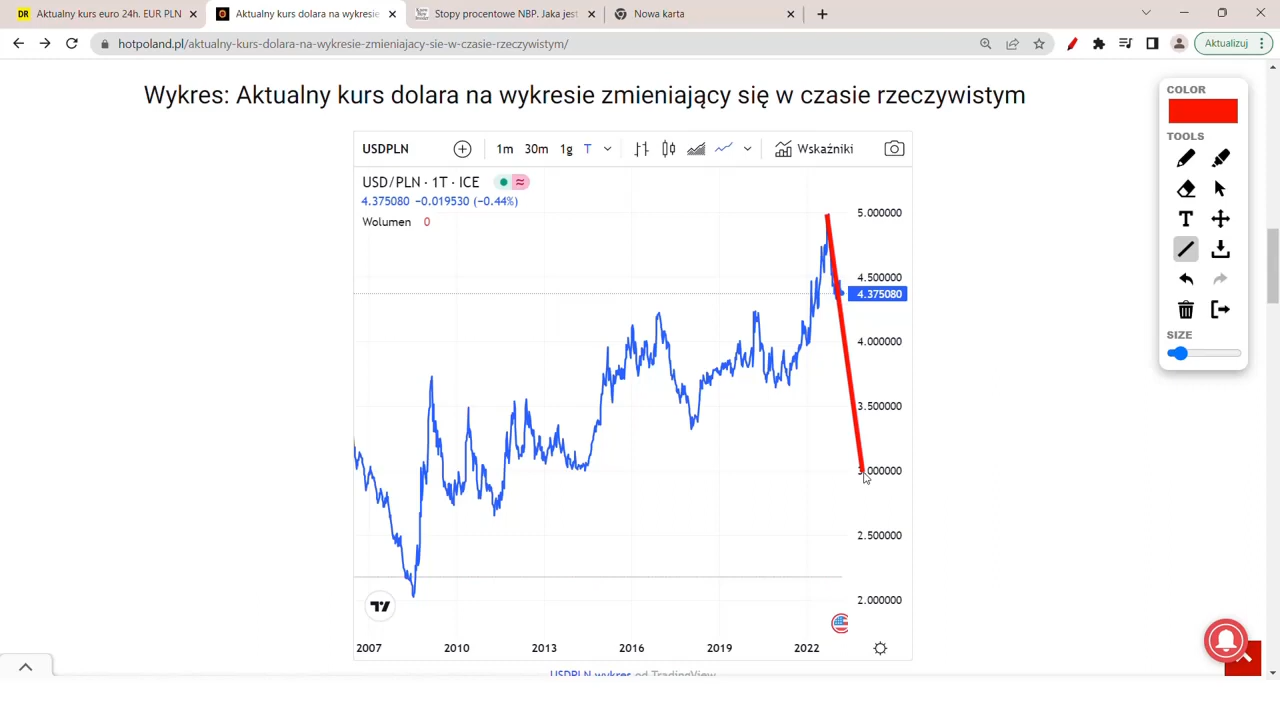 Aktualny kurs euro 24h. EUR PLN
Aktualny kurs dolara na wykresie
Stopy procentowe NBP. Jaka jest
Nowa karta
hotpoland.pl/aktualny-kurs-dolara-na-wykresie-zmieniajacy-sie-w-czasie-rzeczywistym/
Aktualizuj
Wykres: Aktualny kurs dolara na wykresie zmieniający się w czasie rzeczywistym
USDPLN
1m 30m 1g T
Wskaźniki
USD/PLN · 1T · ICE
4.375080 −0.019530 (−0.44%)
Wolumen 0
5.000000
4.500000
4.375080
4.000000
3.500000
3.000000
2.500000
2.000000
2007 2010 2013 2016 2019 2022
USDPLN wykres od TradingView
COLOR
TOOLS
SIZE